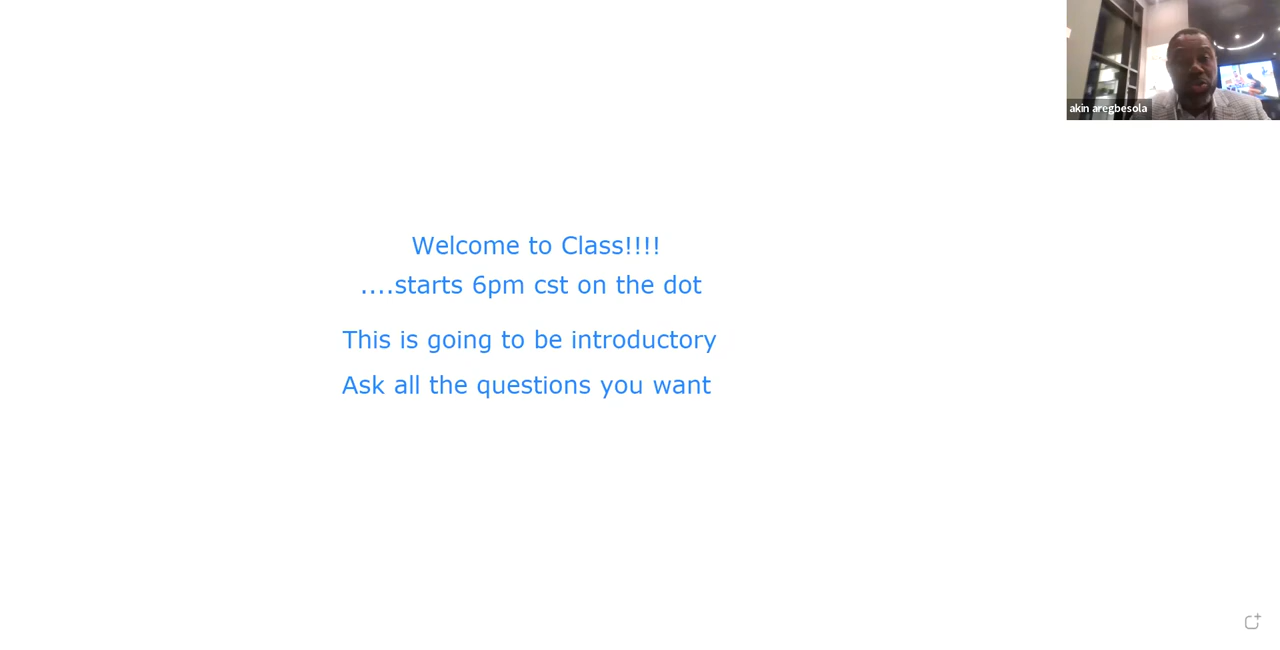 akin aregbesola
Welcome to Class!!!!
....starts 6pm cst on the dot
This is going to be introductory
Ask all the questions you want